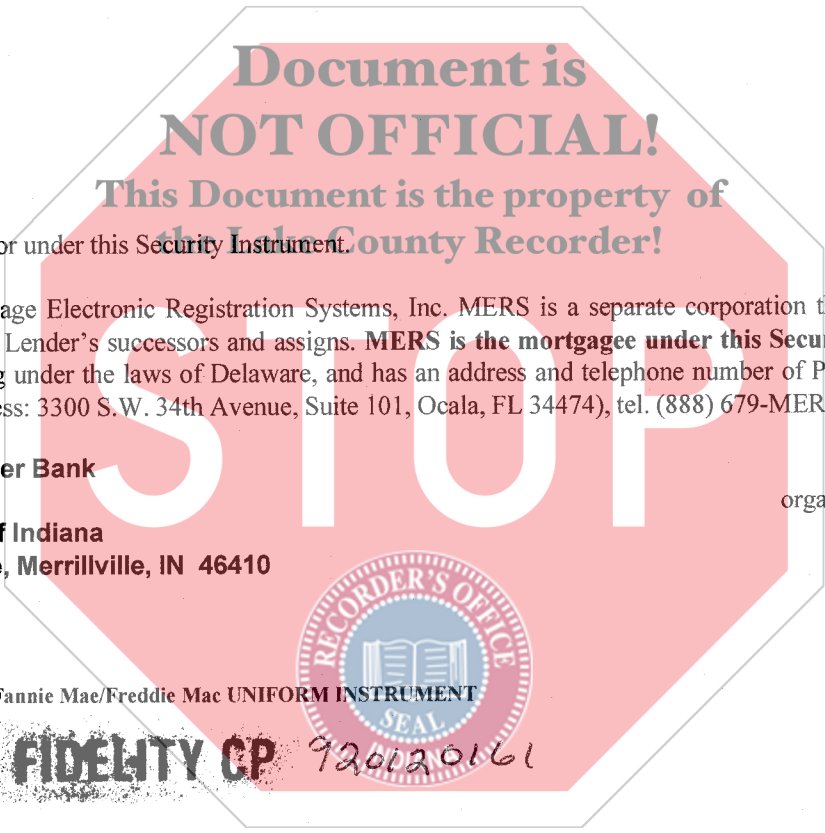 Document is
NOT OFFICIAL!
This Document is the property of
the Lake County Recorder!
or under this Security Instrument.
age Electronic Registration Systems, Inc. MERS is a separate corporation t
Lender's successors and assigns. MERS is the mortgagee under this Secur
g under the laws of Delaware, and has an address and telephone number of P
ess: 3300 S.W. 34th Avenue, Suite 101, Ocala, FL 34474), tel. (888) 679-MER
STOP
er Bank
orga
f Indiana
e, Merrillville, IN 46410
RECORDER'S OFFICE
SEAL
INDIANA
Fannie Mae/Freddie Mac UNIFORM INSTRUMENT
FIDELITY CP 920120161